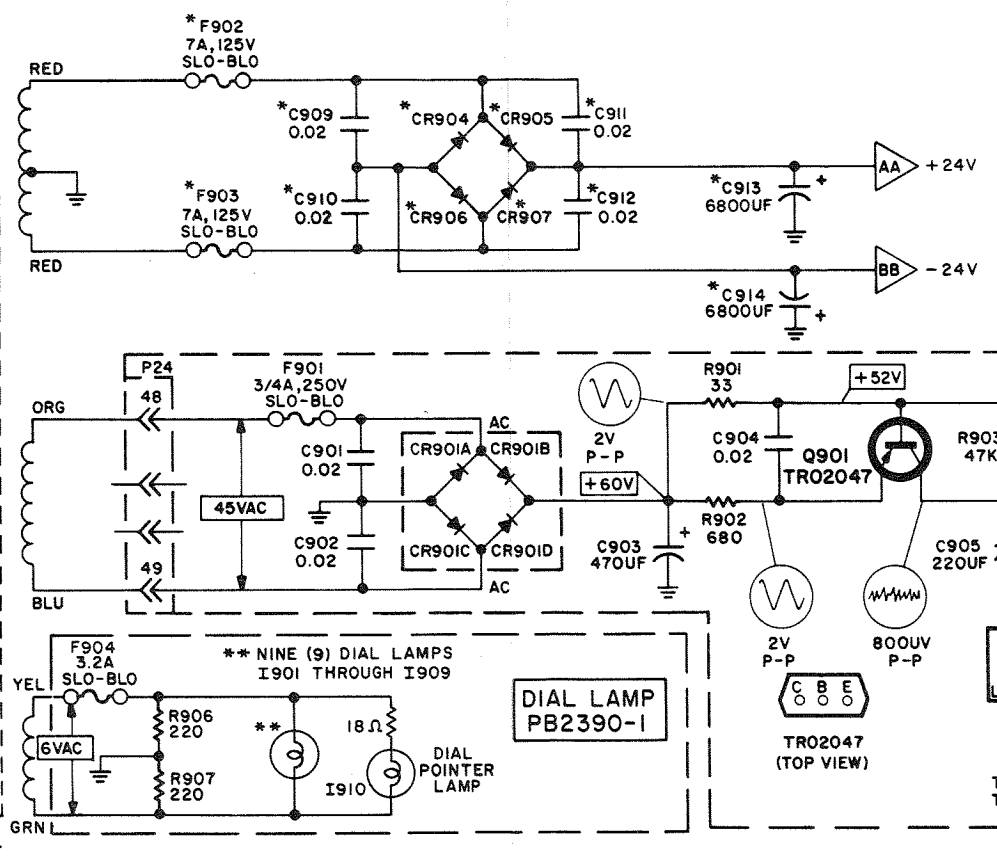 * F902
7A, 125V
SLO-BLO
RED
* C909
0.02
* CR904
* CR905
* C911
0.02
AA
+24V
* F903
7A, 125V
SLO-BLO
* C910
0.02
* CR906
* CR907
* C912
0.02
* C913
6800UF
+
RED
BB
-24V
* C914
6800UF
+
P24
F901
3/4A, 250V
SLO-BLO
R901
33
+52V
ORG
48
AC
2V
P-P
C901
0.02
CR901A
CR901B
C904
0.02
Q901
TR02047
R903
47K
+60V
45VAC
R902
680
C902
0.02
CR901C
CR901D
C903
470UF
+
C905
220UF
49
BLU
AC
2V
P-P
800UV
P-P
F904
3.2A
SLO-BLO
** NINE (9) DIAL LAMPS
I901 THROUGH I909
YEL
DIAL LAMP
PB2390-1
C B E
R906
220
**
18Ω
6VAC
TR02047
(TOP VIEW)
R907
220
I910
DIAL
POINTER
LAMP
GRN